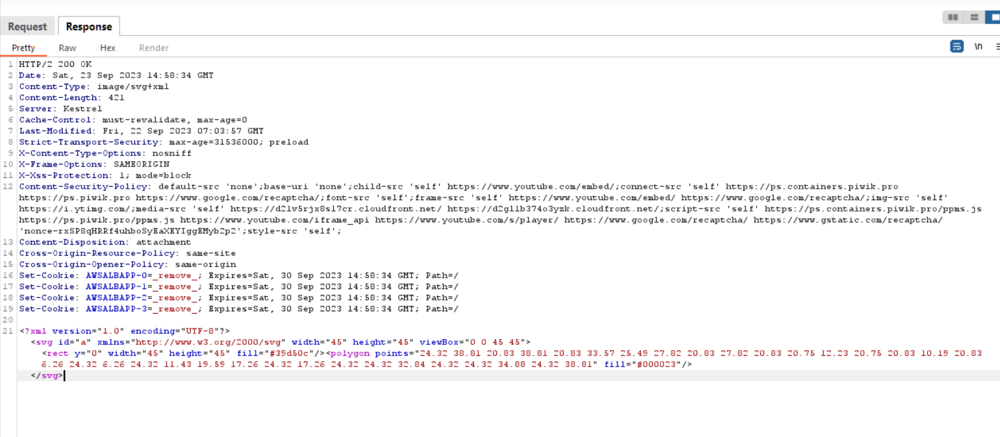 Request Response
Pretty Raw Hex Render \n
1 HTTP/2 200 OK
2 Date: Sat, 23 Sep 2023 14:58:34 GMT
3 Content-Type: image/svg+xml
4 Content-Length: 421
5 Server: Kestrel
6 Cache-Control: must-revalidate, max-age=0
7 Last-Modified: Fri, 22 Sep 2023 07:03:57 GMT
8 Strict-Transport-Security: max-age=31536000; preload
9 X-Content-Type-Options: nosniff
10 X-Frame-Options: SAMEORIGIN
11 X-Xss-Protection: 1; mode=block
12 Content-Security-Policy: default-src 'none';base-uri 'none';child-src 'self' https://www.youtube.com/embed/;connect-src 'self' https://ps.containers.piwik.pro
https://ps.piwik.pro https://www.google.com/recaptcha/;font-src 'self';frame-src 'self' https://www.youtube.com/embed/ https://www.google.com/recaptcha/;img-src 'self'
https://i.ytimg.com/;media-src 'self' https://d21v5rjx8s17cr.cloudfront.net/ https://d2gllb374o3yzk.cloudfront.net/;script-src 'self' https://ps.containers.piwik.pro/ppms.js
https://ps.piwik.pro/ppms.js https://www.youtube.com/iframe_api https://www.youtube.com/s/player/ https://www.google.com/recaptcha/ https://www.gstatic.com/recaptcha/
'nonce-rxSP8qHRRf4uhboSyEaXEYIggEMyb2p2';style-src 'self';
13 Content-Disposition: attachment
14 Cross-Origin-Resource-Policy: same-site
15 Cross-Origin-Opener-Policy: same-origin
16 Set-Cookie: AWSALBAPP-0=_remove_; Expires=Sat, 30 Sep 2023 14:58:34 GMT; Path=/
17 Set-Cookie: AWSALBAPP-1=_remove_; Expires=Sat, 30 Sep 2023 14:58:34 GMT; Path=/
18 Set-Cookie: AWSALBAPP-2=_remove_; Expires=Sat, 30 Sep 2023 14:58:34 GMT; Path=/
19 Set-Cookie: AWSALBAPP-3=_remove_; Expires=Sat, 30 Sep 2023 14:58:34 GMT; Path=/
20
21 <?xml version="1.0" encoding="UTF-8"?>
<svg id="a" xmlns="http://www.w3.org/2000/svg" width="45" height="45" viewBox="0 0 45 45">
<rect y="0" width="45" height="45" fill="#39d50c"/><polygon points="24.32 38.81 20.83 38.81 20.83 33.57 25.49 27.82 20.83 27.82 20.83 20.75 12.23 20.75 20.83 10.19 20.83
6.26 24.32 6.26 24.32 11.43 19.59 17.26 24.32 17.26 24.32 24.32 32.84 24.32 24.32 34.88 24.32 38.81" fill="#000023"/>
</svg>